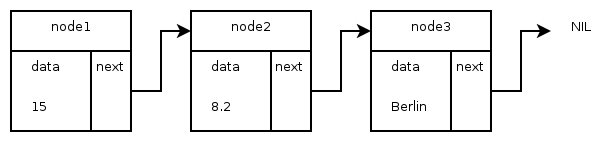 node1
data next
15
node2
data next
8.2
node3
data next
Berlin
NIL